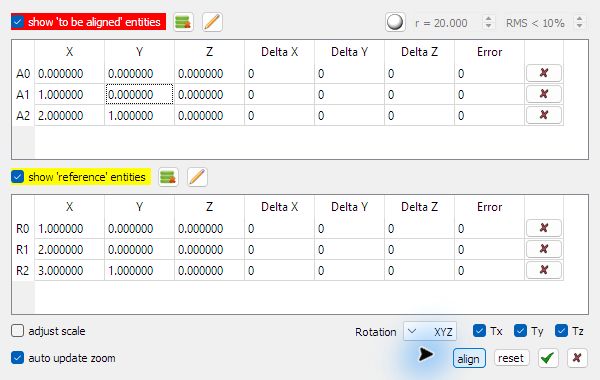 show 'to be aligned' entities r = 20.000 RMS < 10%
X Y Z Delta X Delta Y Delta Z Error
A0 0.000000 0.000000 0.000000 0 0 0 0
A1 1.000000 0.000000 0.000000 0 0 0 0
A2 2.000000 1.000000 0.000000 0 0 0 0
show 'reference' entities
X Y Z Delta X Delta Y Delta Z Error
R0 1.000000 0.000000 0.000000 0 0 0 0
R1 2.000000 0.000000 0.000000 0 0 0 0
R2 3.000000 1.000000 0.000000 0 0 0 0
adjust scale Rotation XYZ Tx Ty Tz
auto update zoom align reset